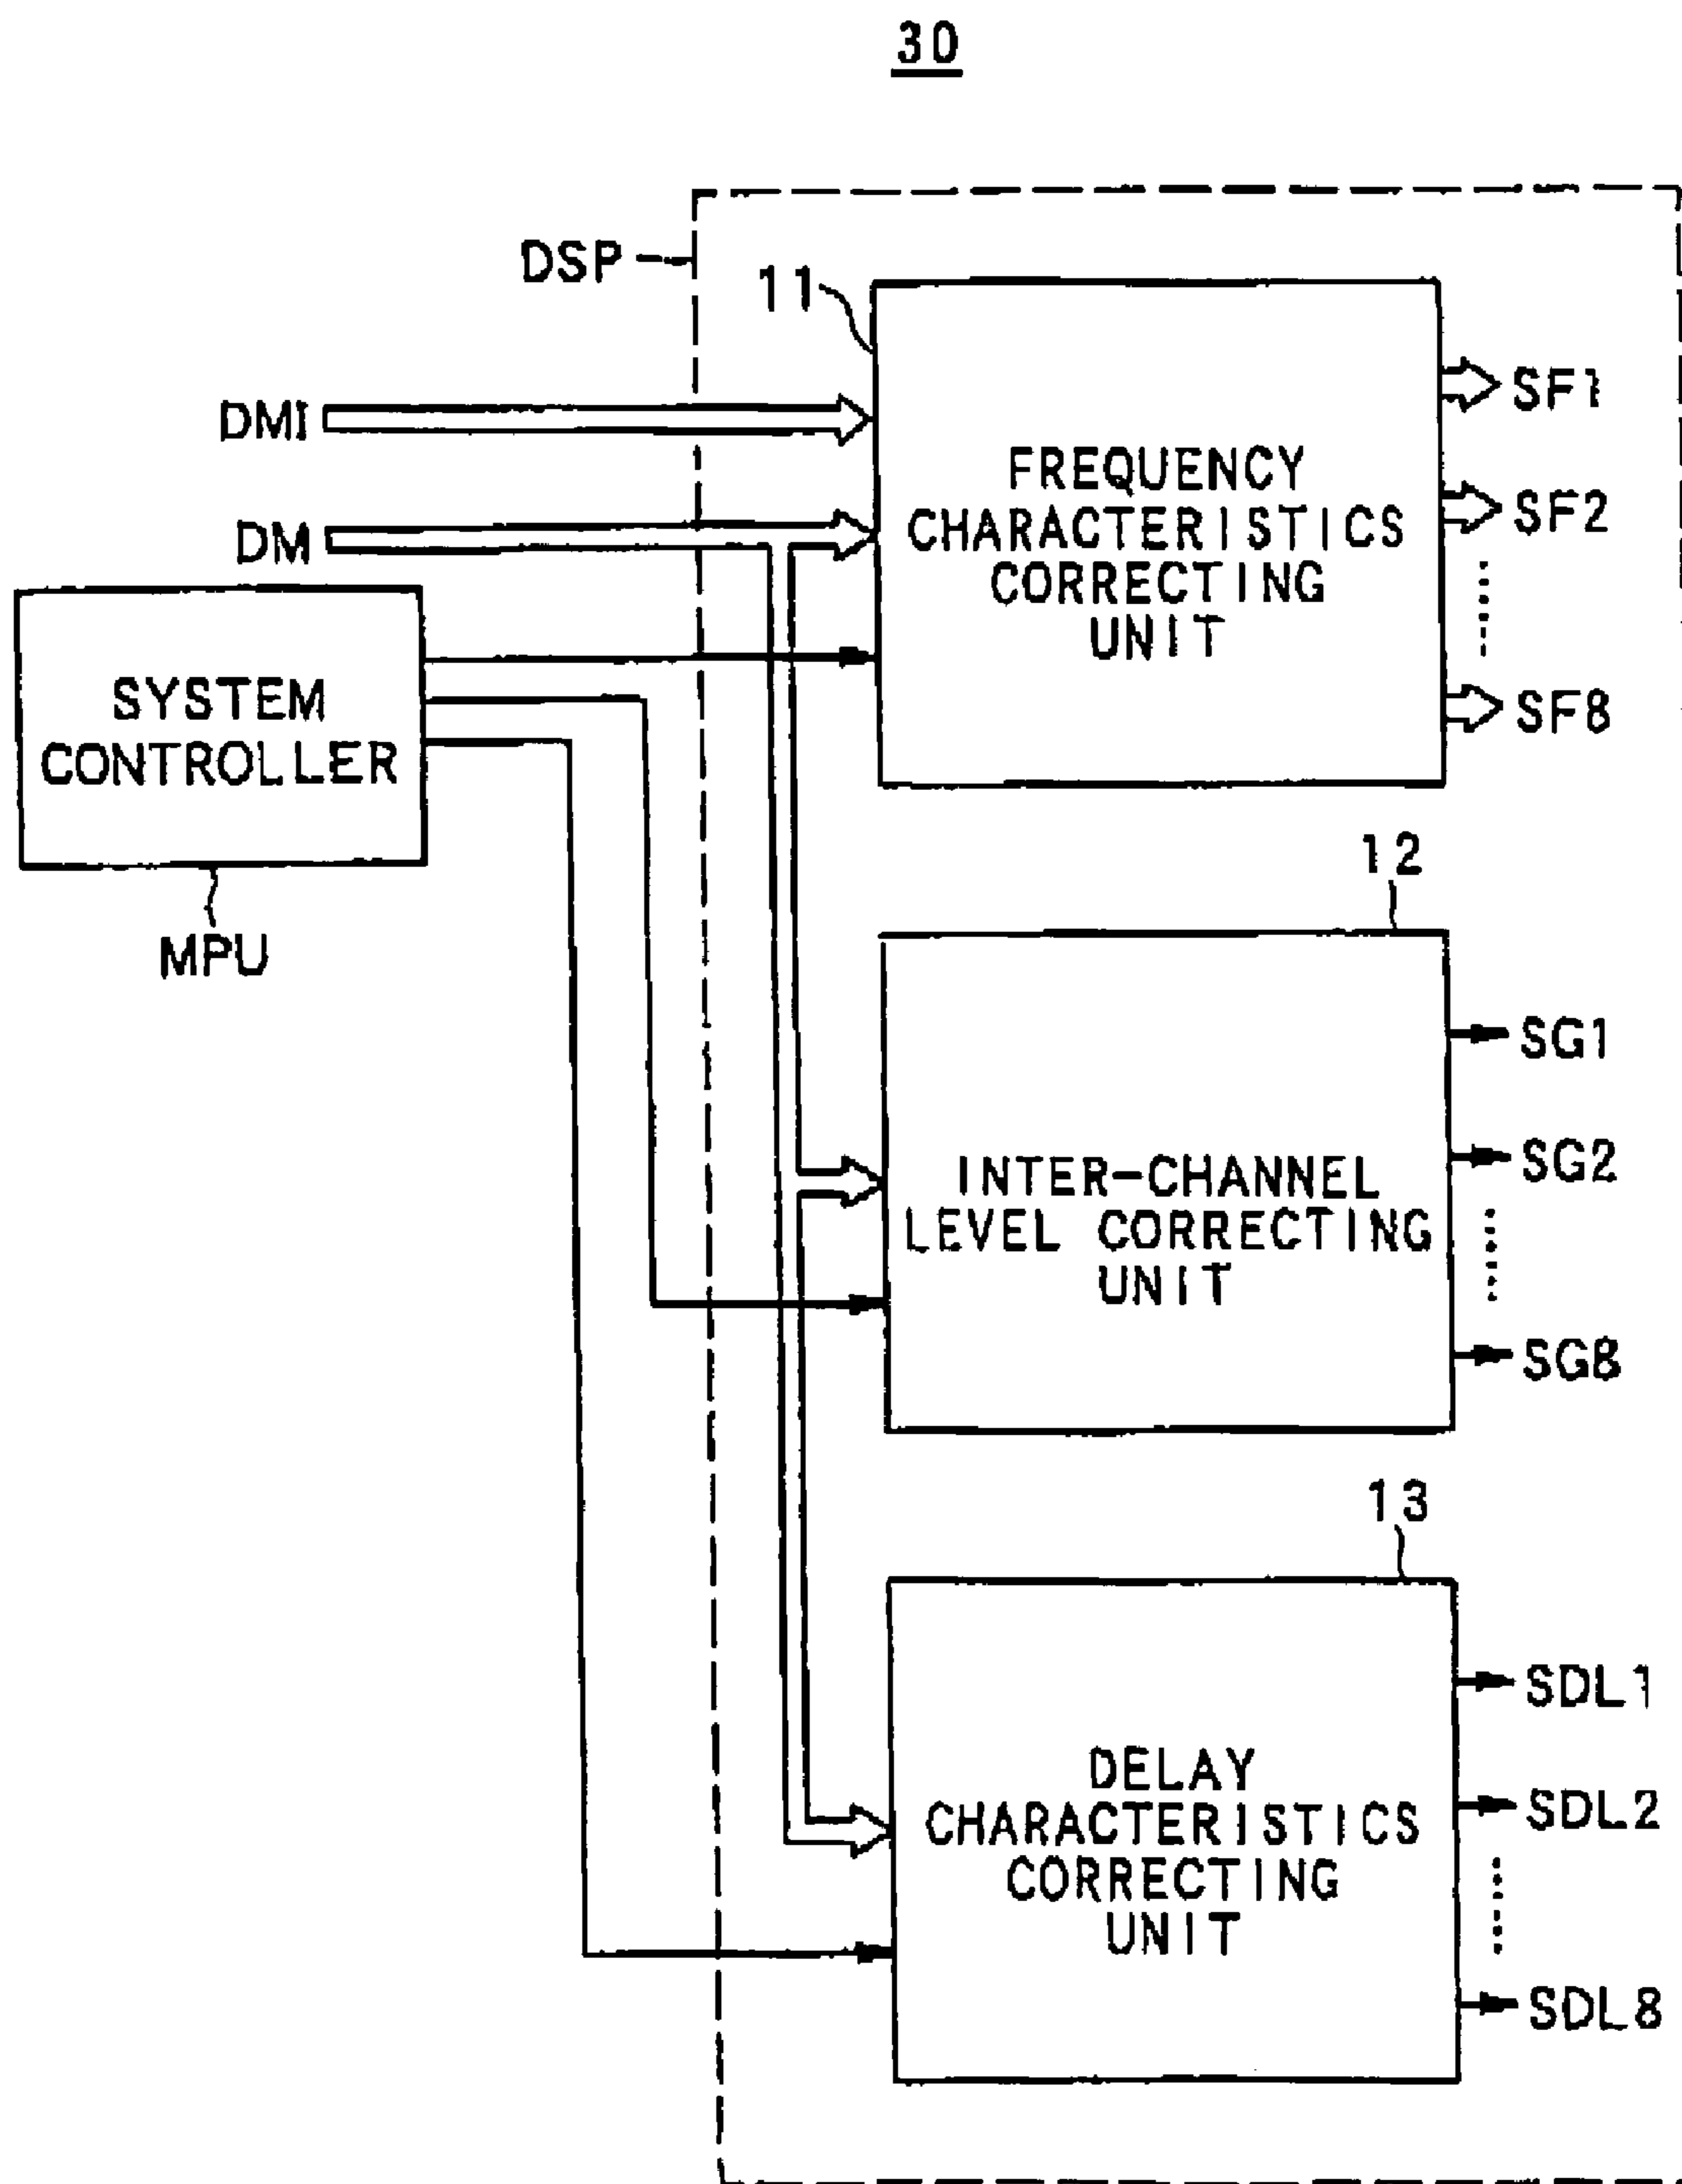 30
DSP
11
DMI
DM
FREQUENCY
CHARACTERISTICS
CORRECTING
UNIT
SF1
SF2
SF8
SYSTEM
CONTROLLER
MPU
12
INTER-CHANNEL
LEVEL CORRECTING
UNIT
SG1
SG2
SG8
13
DELAY
CHARACTERISTICS
CORRECTING
UNIT
SDL1
SDL2
SDL8